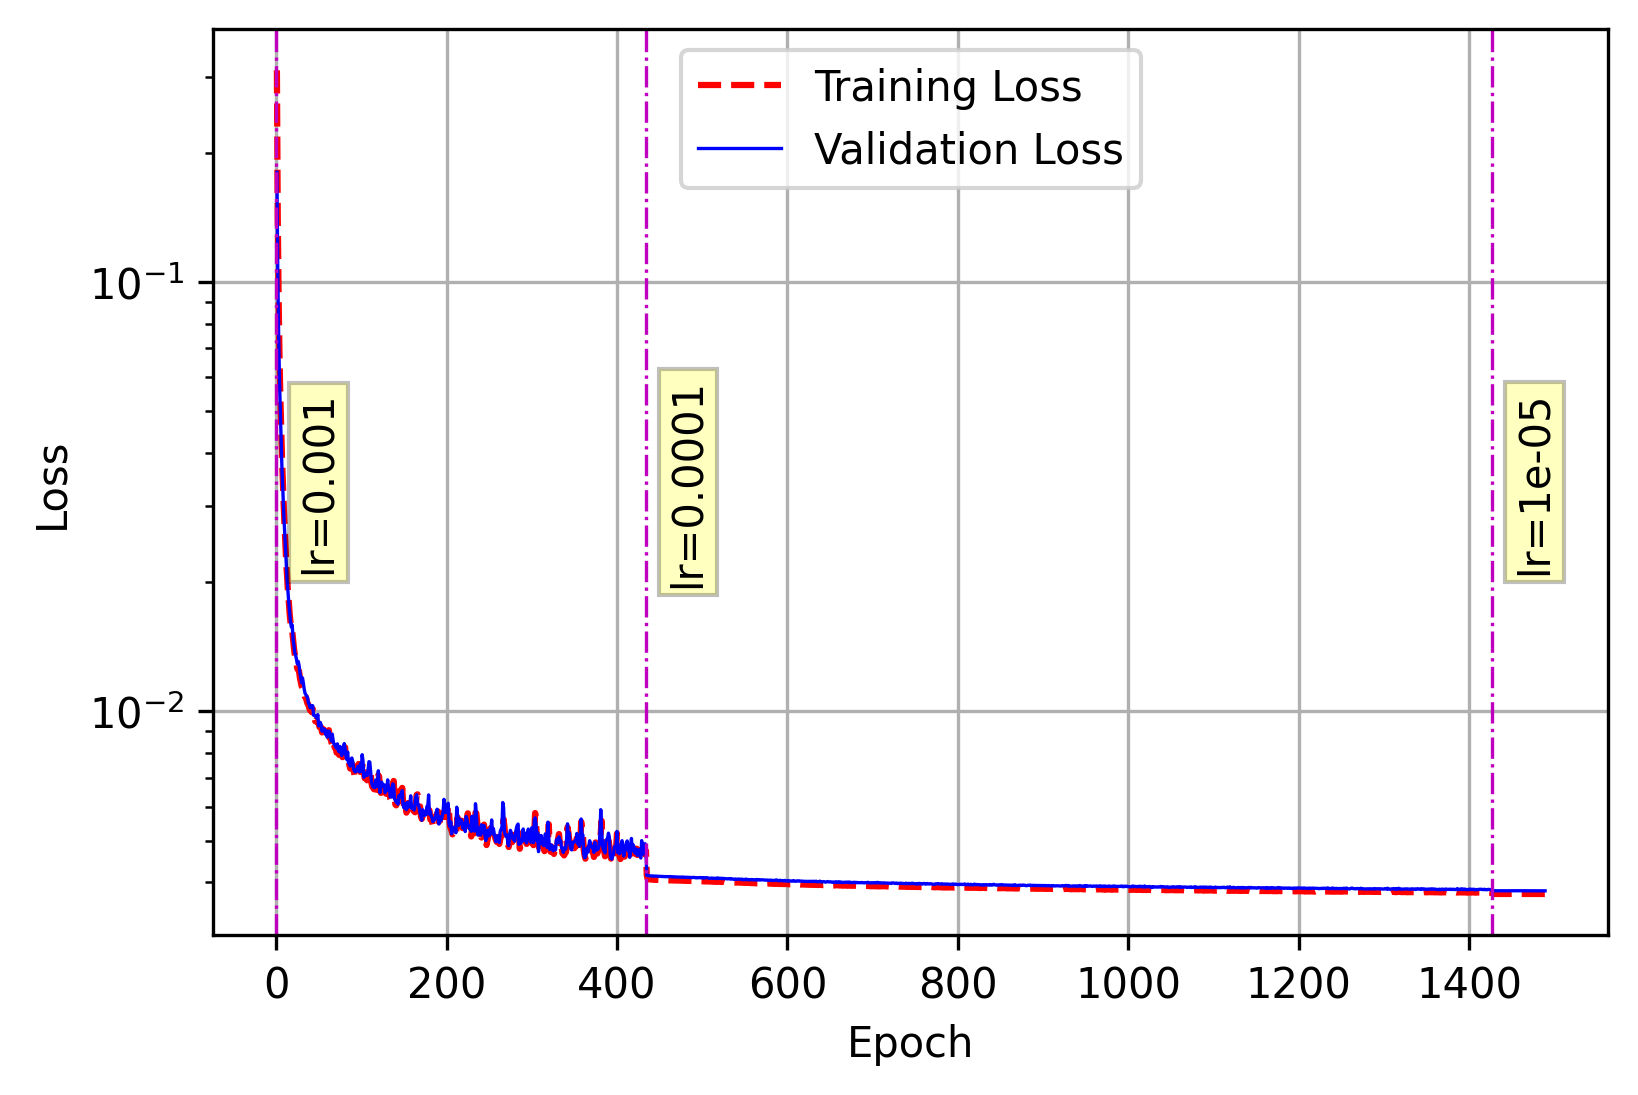 Training Loss
Validation Loss
10⁻¹
10⁻²
Loss
lr=0.001
lr=0.0001
lr=1e-05
0 200 400 600 800 1000 1200 1400
Epoch